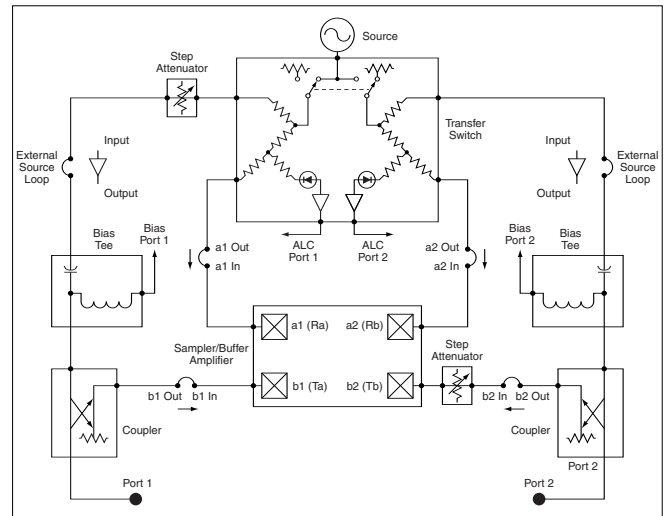 Source
Step
Attenuator
Transfer
Switch
Input
Output
External
Source
Loop
Input
Output
External
Source
Loop
Bias
Tee
Bias
Port 1
a1 Out
a1 In
ALC
Port 1
ALC
Port 2
a2 Out
a2 In
Bias
Port 2
Bias
Tee
a1 (Ra)
a2 (Rb)
Sampler/Buffer
Amplifier
b1 (Ta)
b2 (Tb)
Step
Attenuator
b1 Out b1 In
b2 In b2 Out
Coupler
Coupler
Port 2
Port 1
Port 2